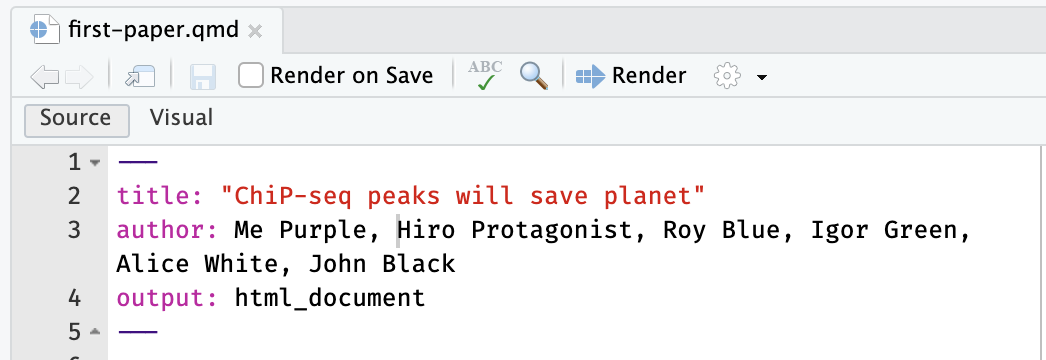 first-paper.qmd
Render on Save
ABC
Render
Source
Visual
1 ---
2 title: "ChiP-seq peaks will save planet"
3 author: Me Purple, Hiro Protagonist, Roy Blue, Igor Green,
Alice White, John Black
4 output: html_document
5 ---